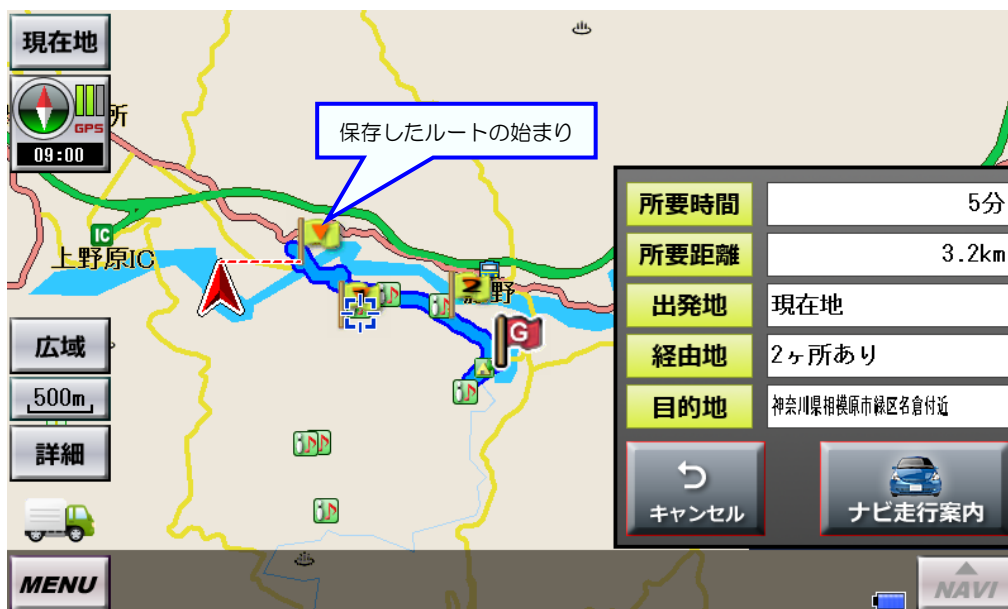 現在地
GPS
所
09:00
保存したルートの始まり
IC
上野原IC
2
野
G
広域
500m
詳細
所要時間
5分
所要距離
3.2km
出発地
現在地
経由地
2ヶ所あり
目的地
神奈川県相模原市緑区名倉付近
キャンセル
ナビ走行案内
MENU
NAVI